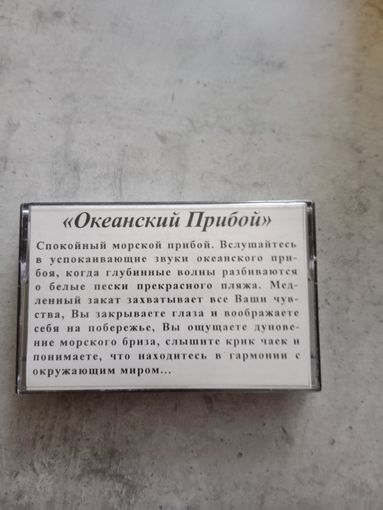 «Океанский Прибой»
Спокойный морской прибой. Вслушайтесь
в успокаивающие звуки океанского при-
боя, когда глубинные волны разбиваются
о белые пески прекрасного пляжа. Мед-
ленный закат захватывает все Ваши чув-
ства, Вы закрываете глаза и воображаете
себя на побережье, Вы ощущаете дунове-
ние морского бриза, слышите крик чаек и
понимаете, что находитесь в гармонии с
окружающим миром...